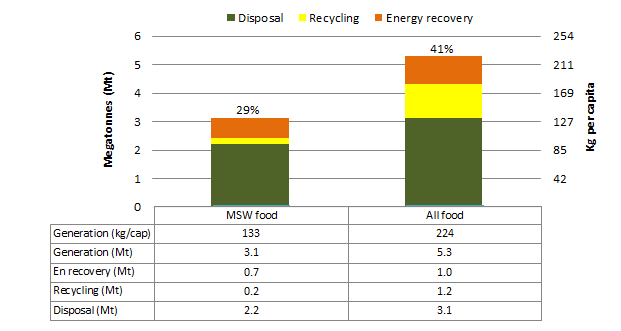 Disposal Recycling Energy recovery
6 254
41%
5 211
4 169
29%
3 127
2 85
1 42
0
Megatonnes (Mt)
Kg per capita
MSW food All food
Generation (kg/cap) 133 224
Generation (Mt) 3.1 5.3
En recovery (Mt) 0.7 1.0
Recycling (Mt) 0.2 1.2
Disposal (Mt) 2.2 3.1